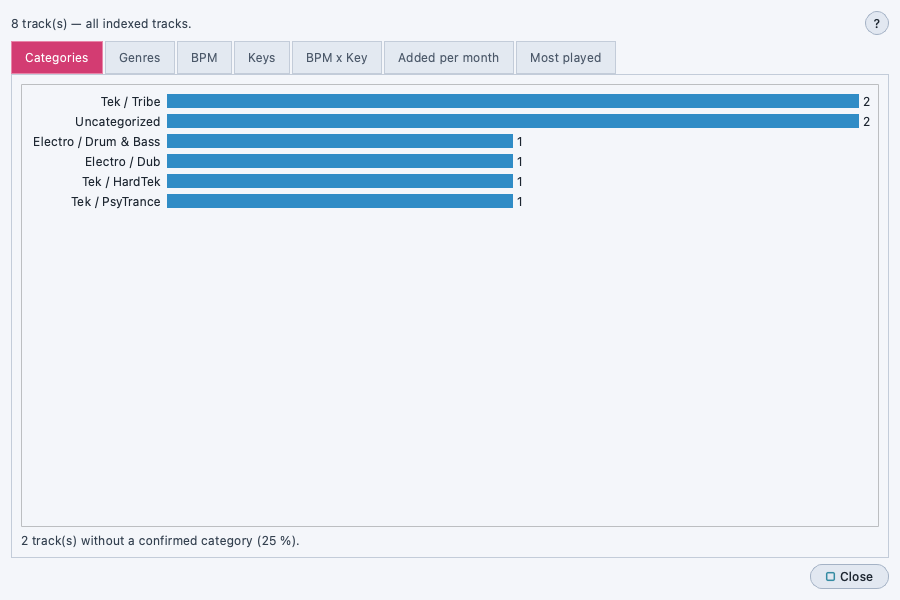 8 track(s) — all indexed tracks.
?
Categories
Genres
BPM
Keys
BPM x Key
Added per month
Most played
Tek / Tribe 2
Uncategorized 2
Electro / Drum & Bass 1
Electro / Dub 1
Tek / HardTek 1
Tek / PsyTrance 1
2 track(s) without a confirmed category (25 %).
Close